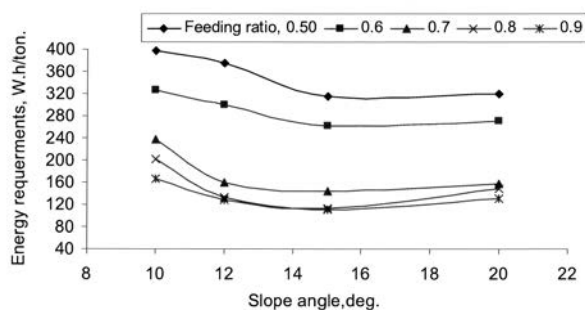 Feeding ratio, 0.50 0.6 0.7 0.8 0.9
Energy requerments, W.h/ton.
400
360
320
280
240
200
160
120
80
40
8 10 12 14 16 18 20 22
Slope angle,deg.